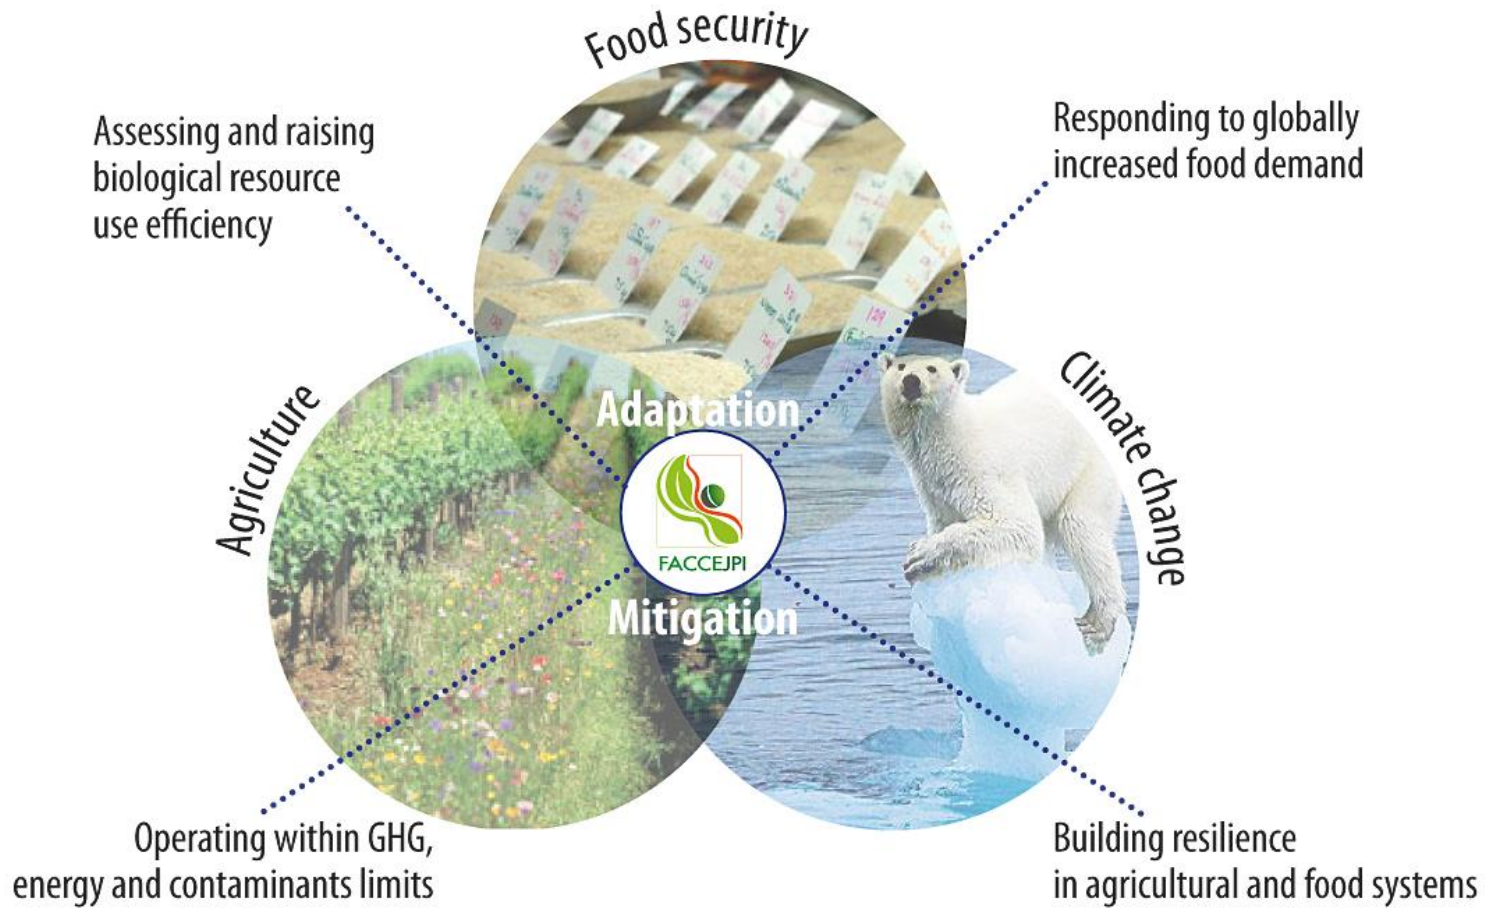 Food security
Assessing and raising
biological resource
use efficiency
Responding to globally
increased food demand
Agriculture
Climate change
Adaptation
FACCEJPI
Mitigation
Operating within GHG,
energy and contaminants limits
Building resilience
in agricultural and food systems